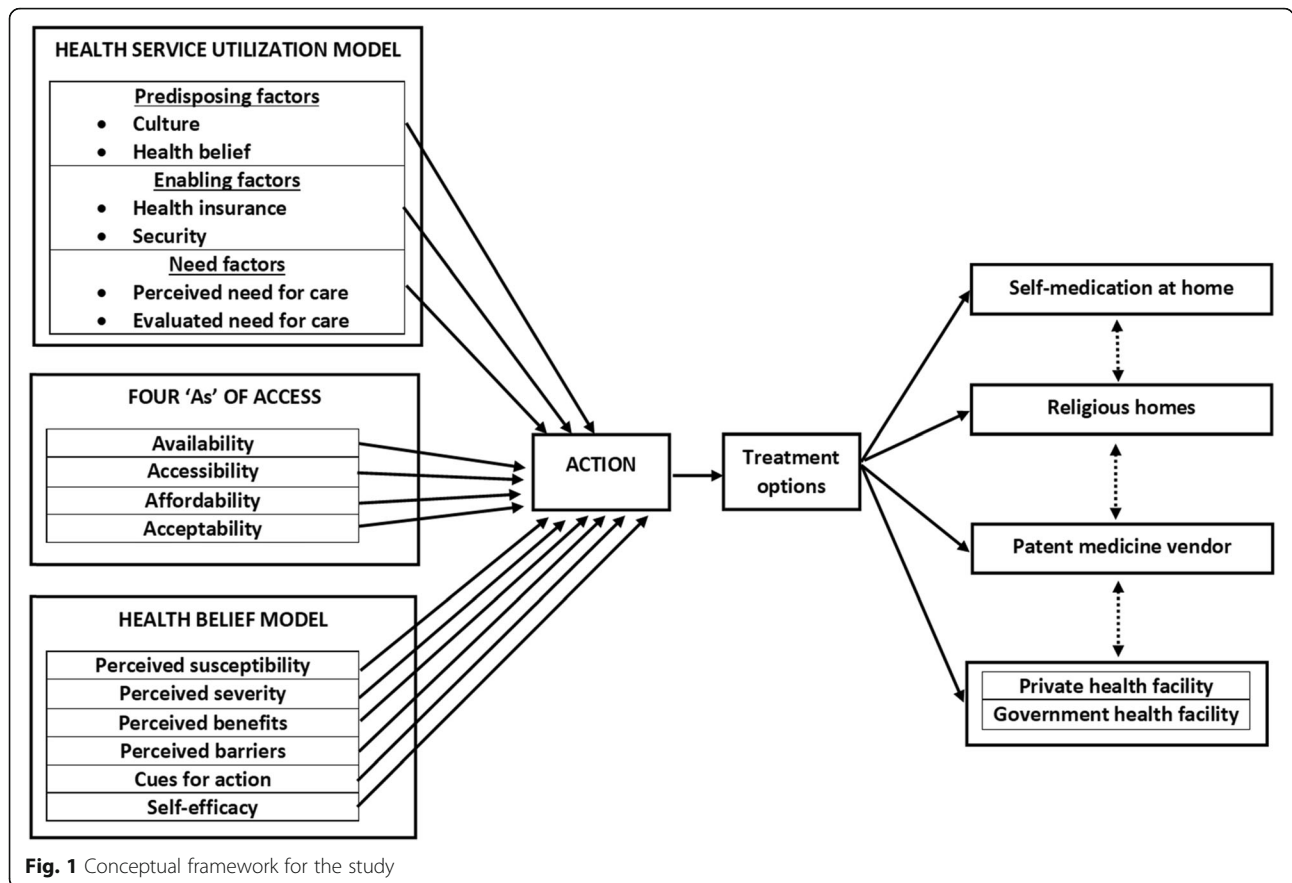 HEALTH SERVICE UTILIZATION MODEL
Predisposing factors
• Culture
• Health belief
Enabling factors
• Health insurance
• Security
Need factors
• Perceived need for care
• Evaluated need for care
FOUR ‘As’ OF ACCESS
Availability
Accessibility
Affordability
Acceptability
HEALTH BELIEF MODEL
Perceived susceptibility
Perceived severity
Perceived benefits
Perceived barriers
Cues for action
Self-efficacy
ACTION
Treatment
options
Self-medication at home
Religious homes
Patent medicine vendor
Private health facility
Government health facility
Fig. 1 Conceptual framework for the study